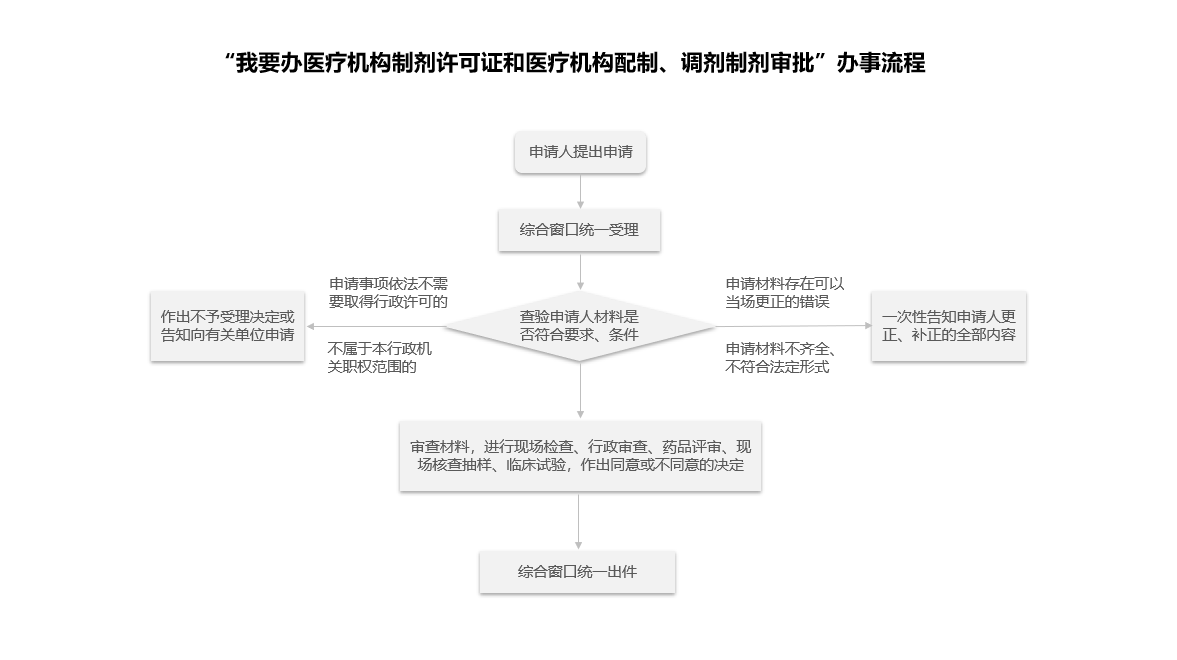 “我要办医疗机构制剂许可证和医疗机构配制、调剂制剂审批”办事流程
申请人提出申请
综合窗口统一受理
申请事项依法不需
要取得行政许可的
申请材料存在可以
当场更正的错误
作出不予受理决定或
告知向有关单位申请
查验申请人材料是
否符合要求、条件
一次性告知申请人更
正、补正的全部内容
不属于本行政机
关职权范围的
申请材料不齐全、
不符合法定形式
审查材料，进行现场检查、行政审查、药品评审、现
场核查抽样、临床试验，作出同意或不同意的决定
综合窗口统一出件